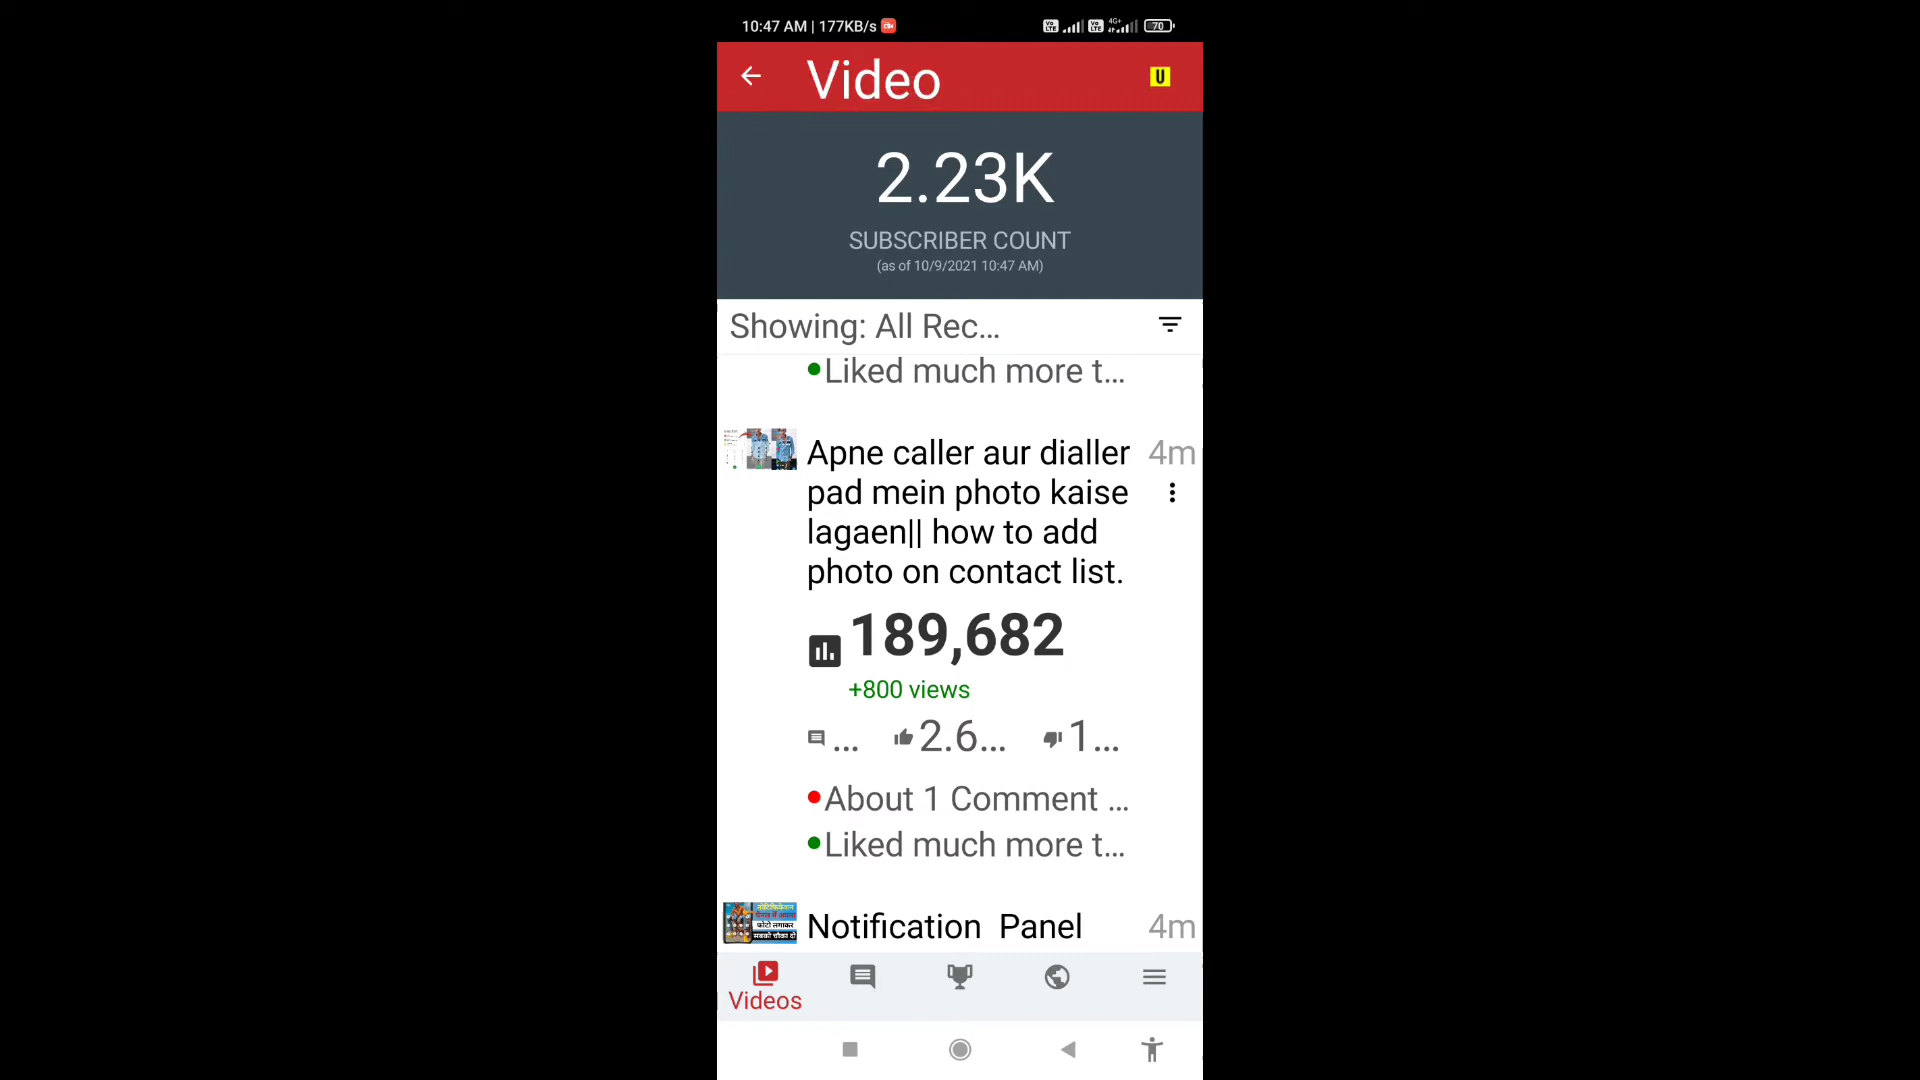 10:47 AM | 177KB/s
4G+
70
Video
U
2.23K
SUBSCRIBER COUNT
(as of 10/9/2021 10:47 AM)
Showing: All Rec...
Liked much more t...
Apne caller aur dialler
4m
pad mein photo kaise
lagaen|| how to add
photo on contact list.
189,682
+800 views
... 2.6... 1...
About 1 Comment ...
Liked much more t...
Notification Panel
4m
Videos